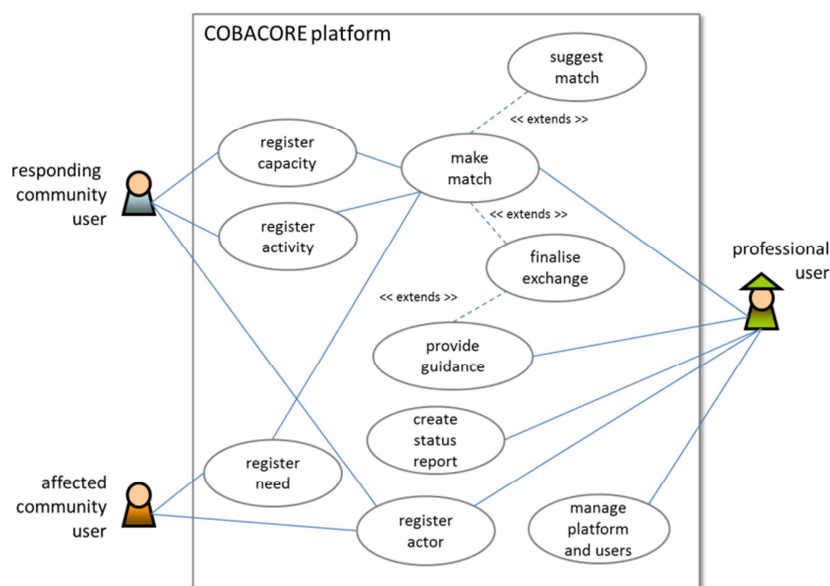 COBACORE platform
suggest
match
<< extends >>
register
capacity
make
match
responding
community
user
register
activity
<< extends >>
professional
user
finalise
exchange
<< extends >>
provide
guidance
create
status
report
register
need
affected
community
user
register
actor
manage
platform
and users